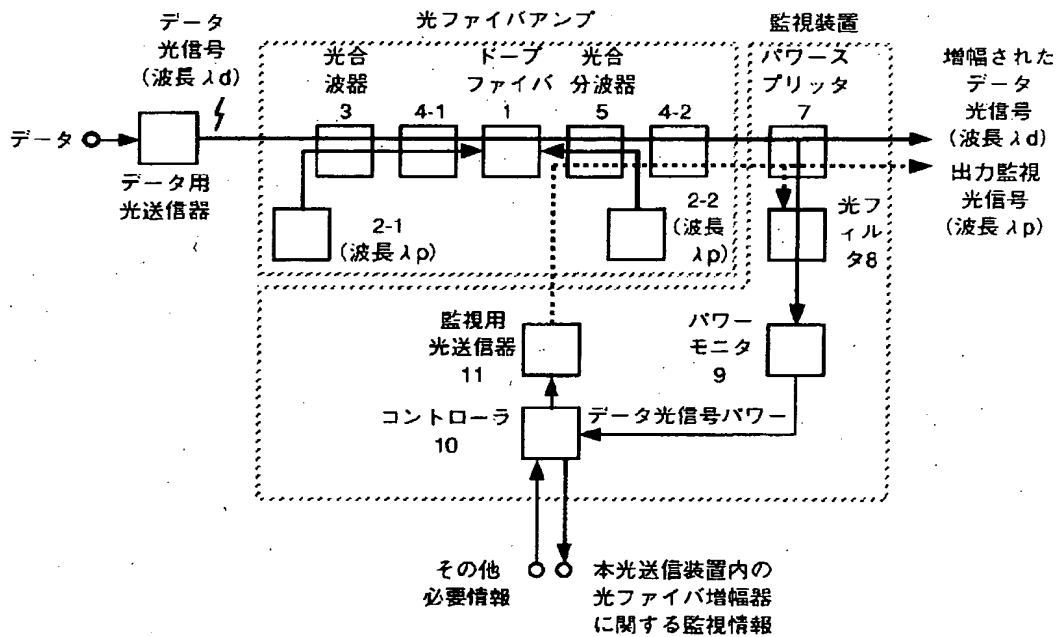 光ファイバアンプ
監視装置
データ
光信号
(波長λd)
光合
波器
3
4-1
ドープ
ファイバ
1
光合
分波器
5
4-2
パワース
プリッタ
7
増幅された
データ
光信号
(波長λd)
データ
データ用
光送信器
2-1
(波長λp)
2-2
(波長
λp)
光フ
ィル
タ8
出力監視
光信号
(波長λp)
監視用
光送信器
11
パワー
モニタ
9
コントローラ
10
データ光信号パワー
その他
必要情報
本光送信装置内の
光ファイバ増幅器
に関する監視情報